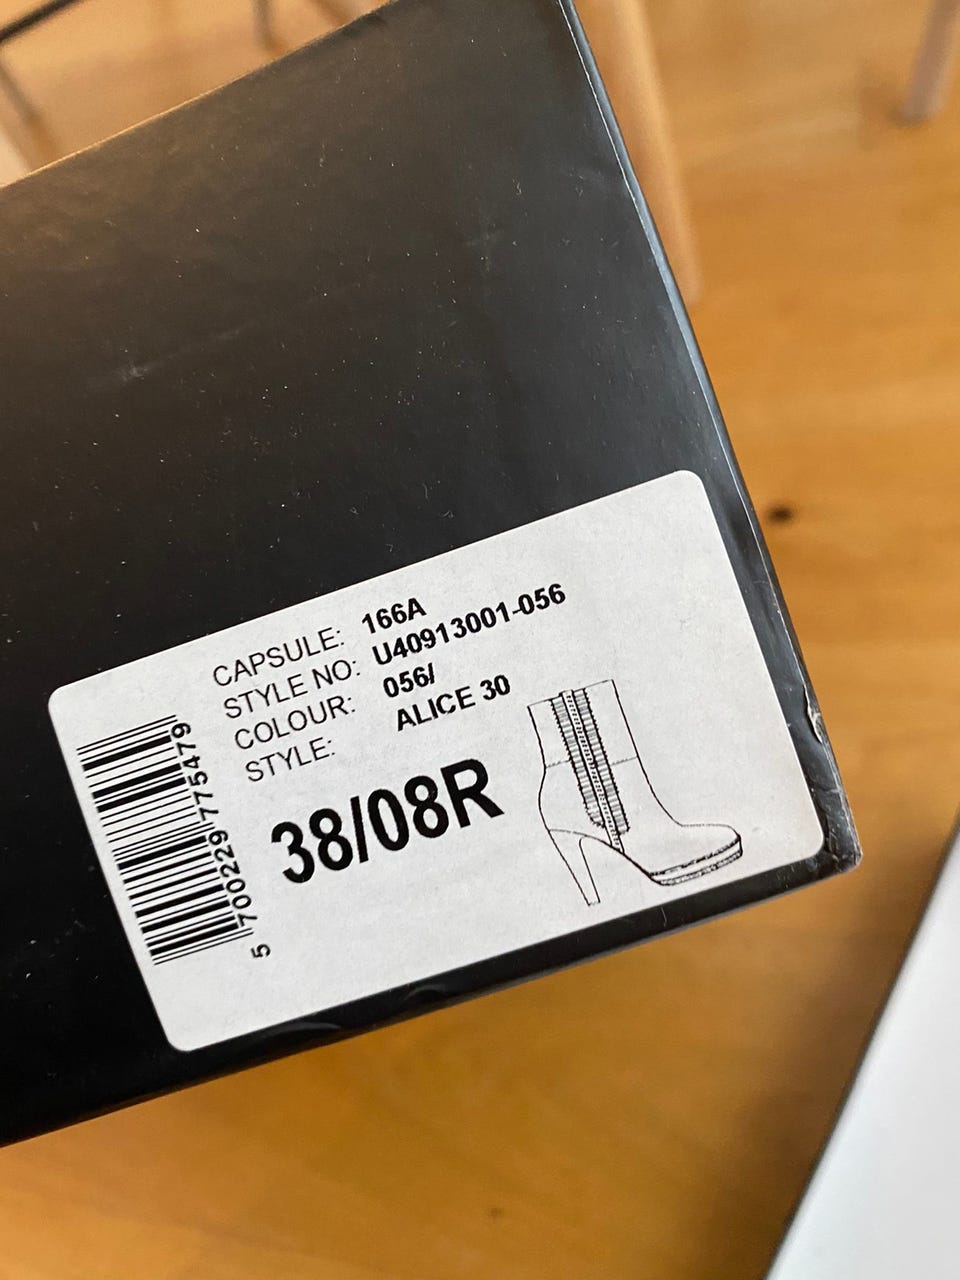 CAPSULE: 166A
STYLE NO: U40913001-056
COLOUR: 056/
STYLE: ALICE 30
38/08R
5 700229 775479